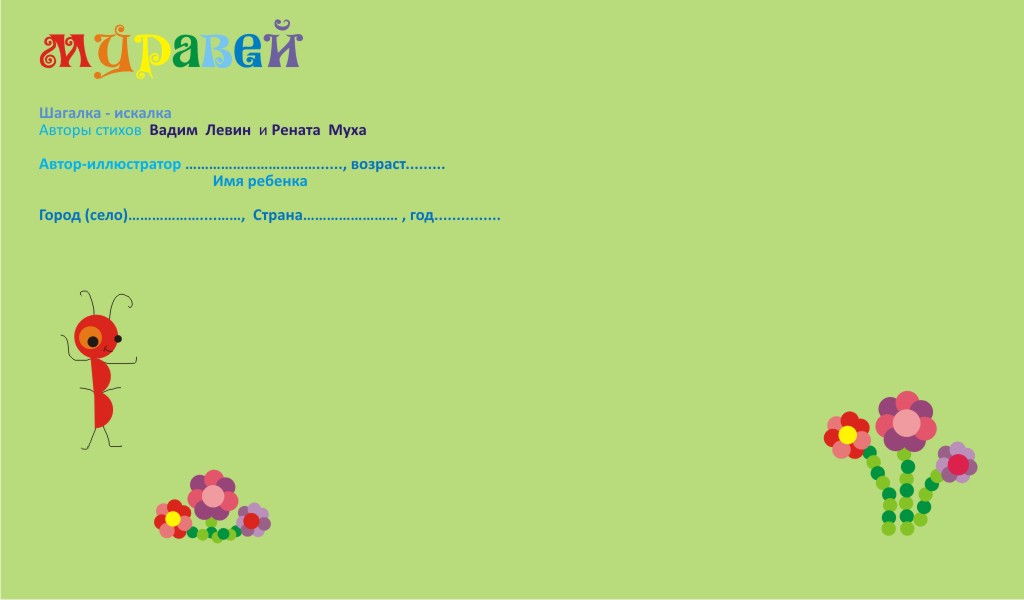 муравей
Шагалка - искалка
Авторы стихов Вадим Левин и Рената Муха
Автор-иллюстратор ……………………………......, возраст.........
Имя ребенка
Город (село)………………...……, Страна…………………… , год...............